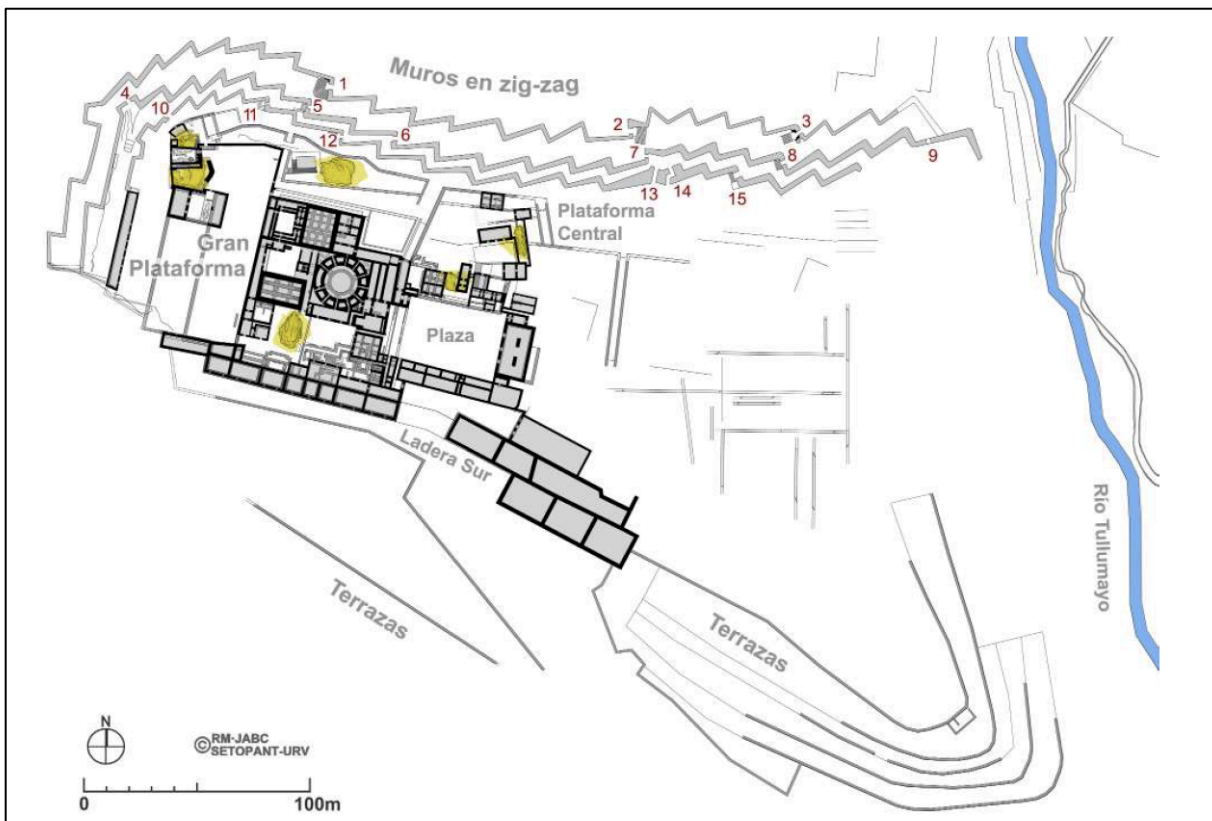 Muros en zig-zag
1
4
5
10
11
2
3
12
6
7
8
9
13
14
15
Plataforma
Central
Gran
Plataforma
Plaza
Ladera Sur
Río Tullumayo
Terrazas
Terrazas
N
©RM-JABC
SETOPANT-URV
0
100m